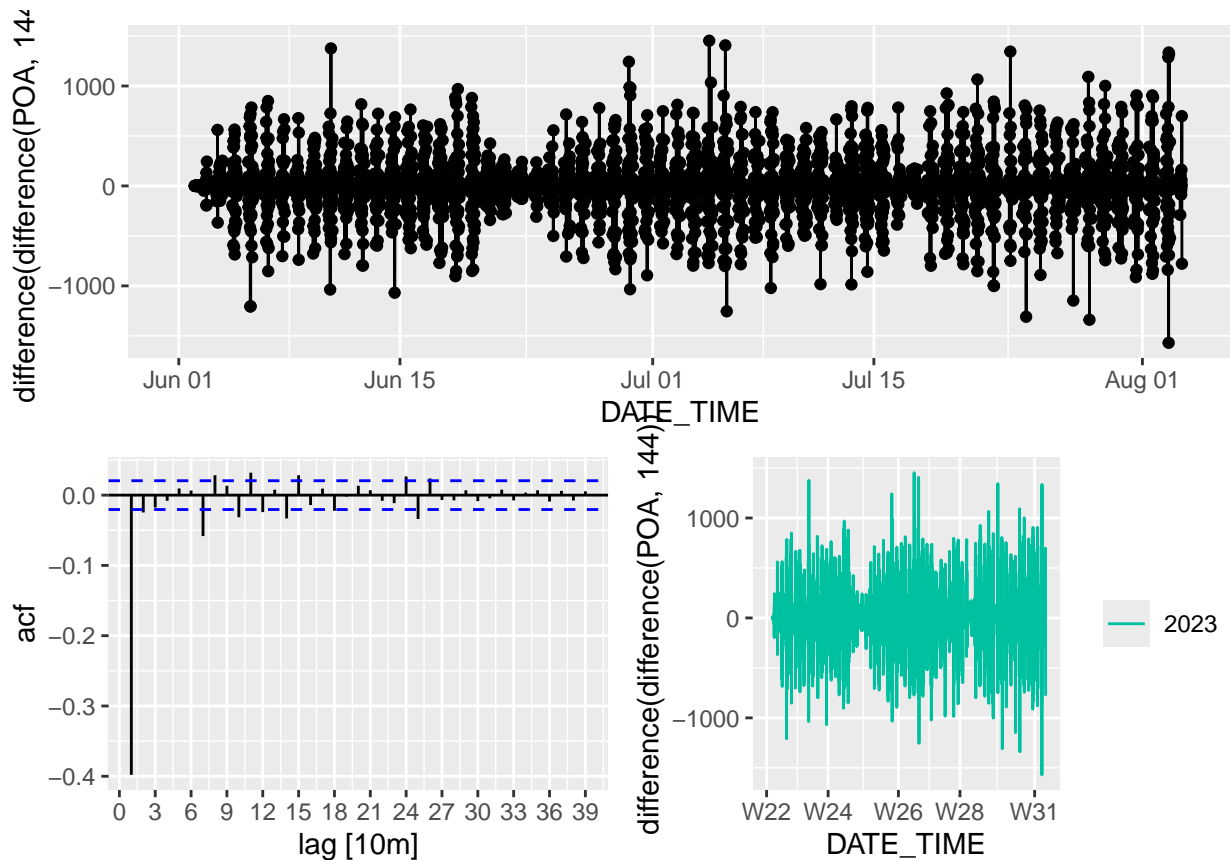 difference(difference(POA, 144
1000
0
−1000
Jun 01 Jun 15 Jul 01 Jul 15 Aug 01
DATE_TIME
acf
0.0
−0.1
−0.2
−0.3
−0.4
0 3 6 9 12 15 18 21 24 27 30 33 36 39
lag [10m]
difference(difference(POA, 144))
1000
0
−1000
W22 W24 W26 W28 W31
DATE_TIME
2023